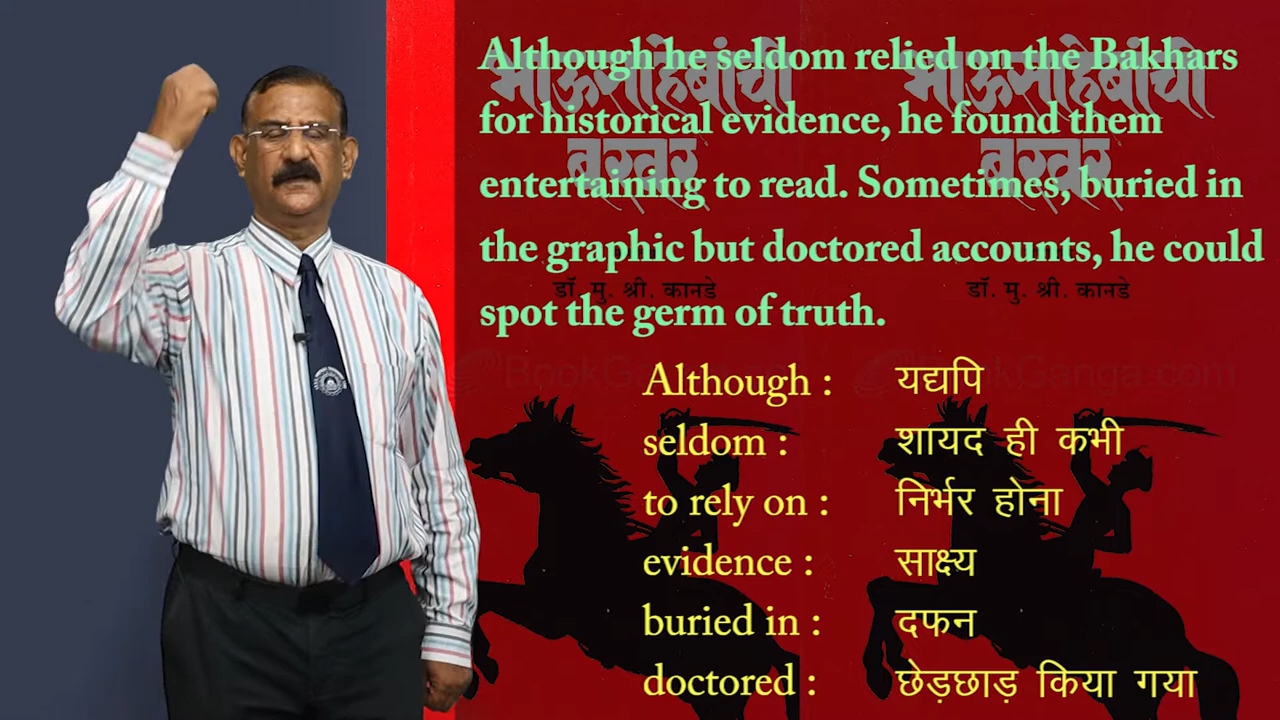 Although he seldom relied on the Bakhars
for historical evidence, he found them
entertaining to read. Sometimes, buried in
the graphic but doctored accounts, he could
spot the germ of truth.
भाऊसाहेबांची भाऊसाहेबांची
बखर बखर
डॉ. मु. श्री. कानडे डॉ. मु. श्री. कानडे
Although : यद्यपि
seldom : शायद ही कभी
to rely on : निर्भर होना
evidence : साक्ष्य
buried in : दफन
doctored : छेड़छाड़ किया गया